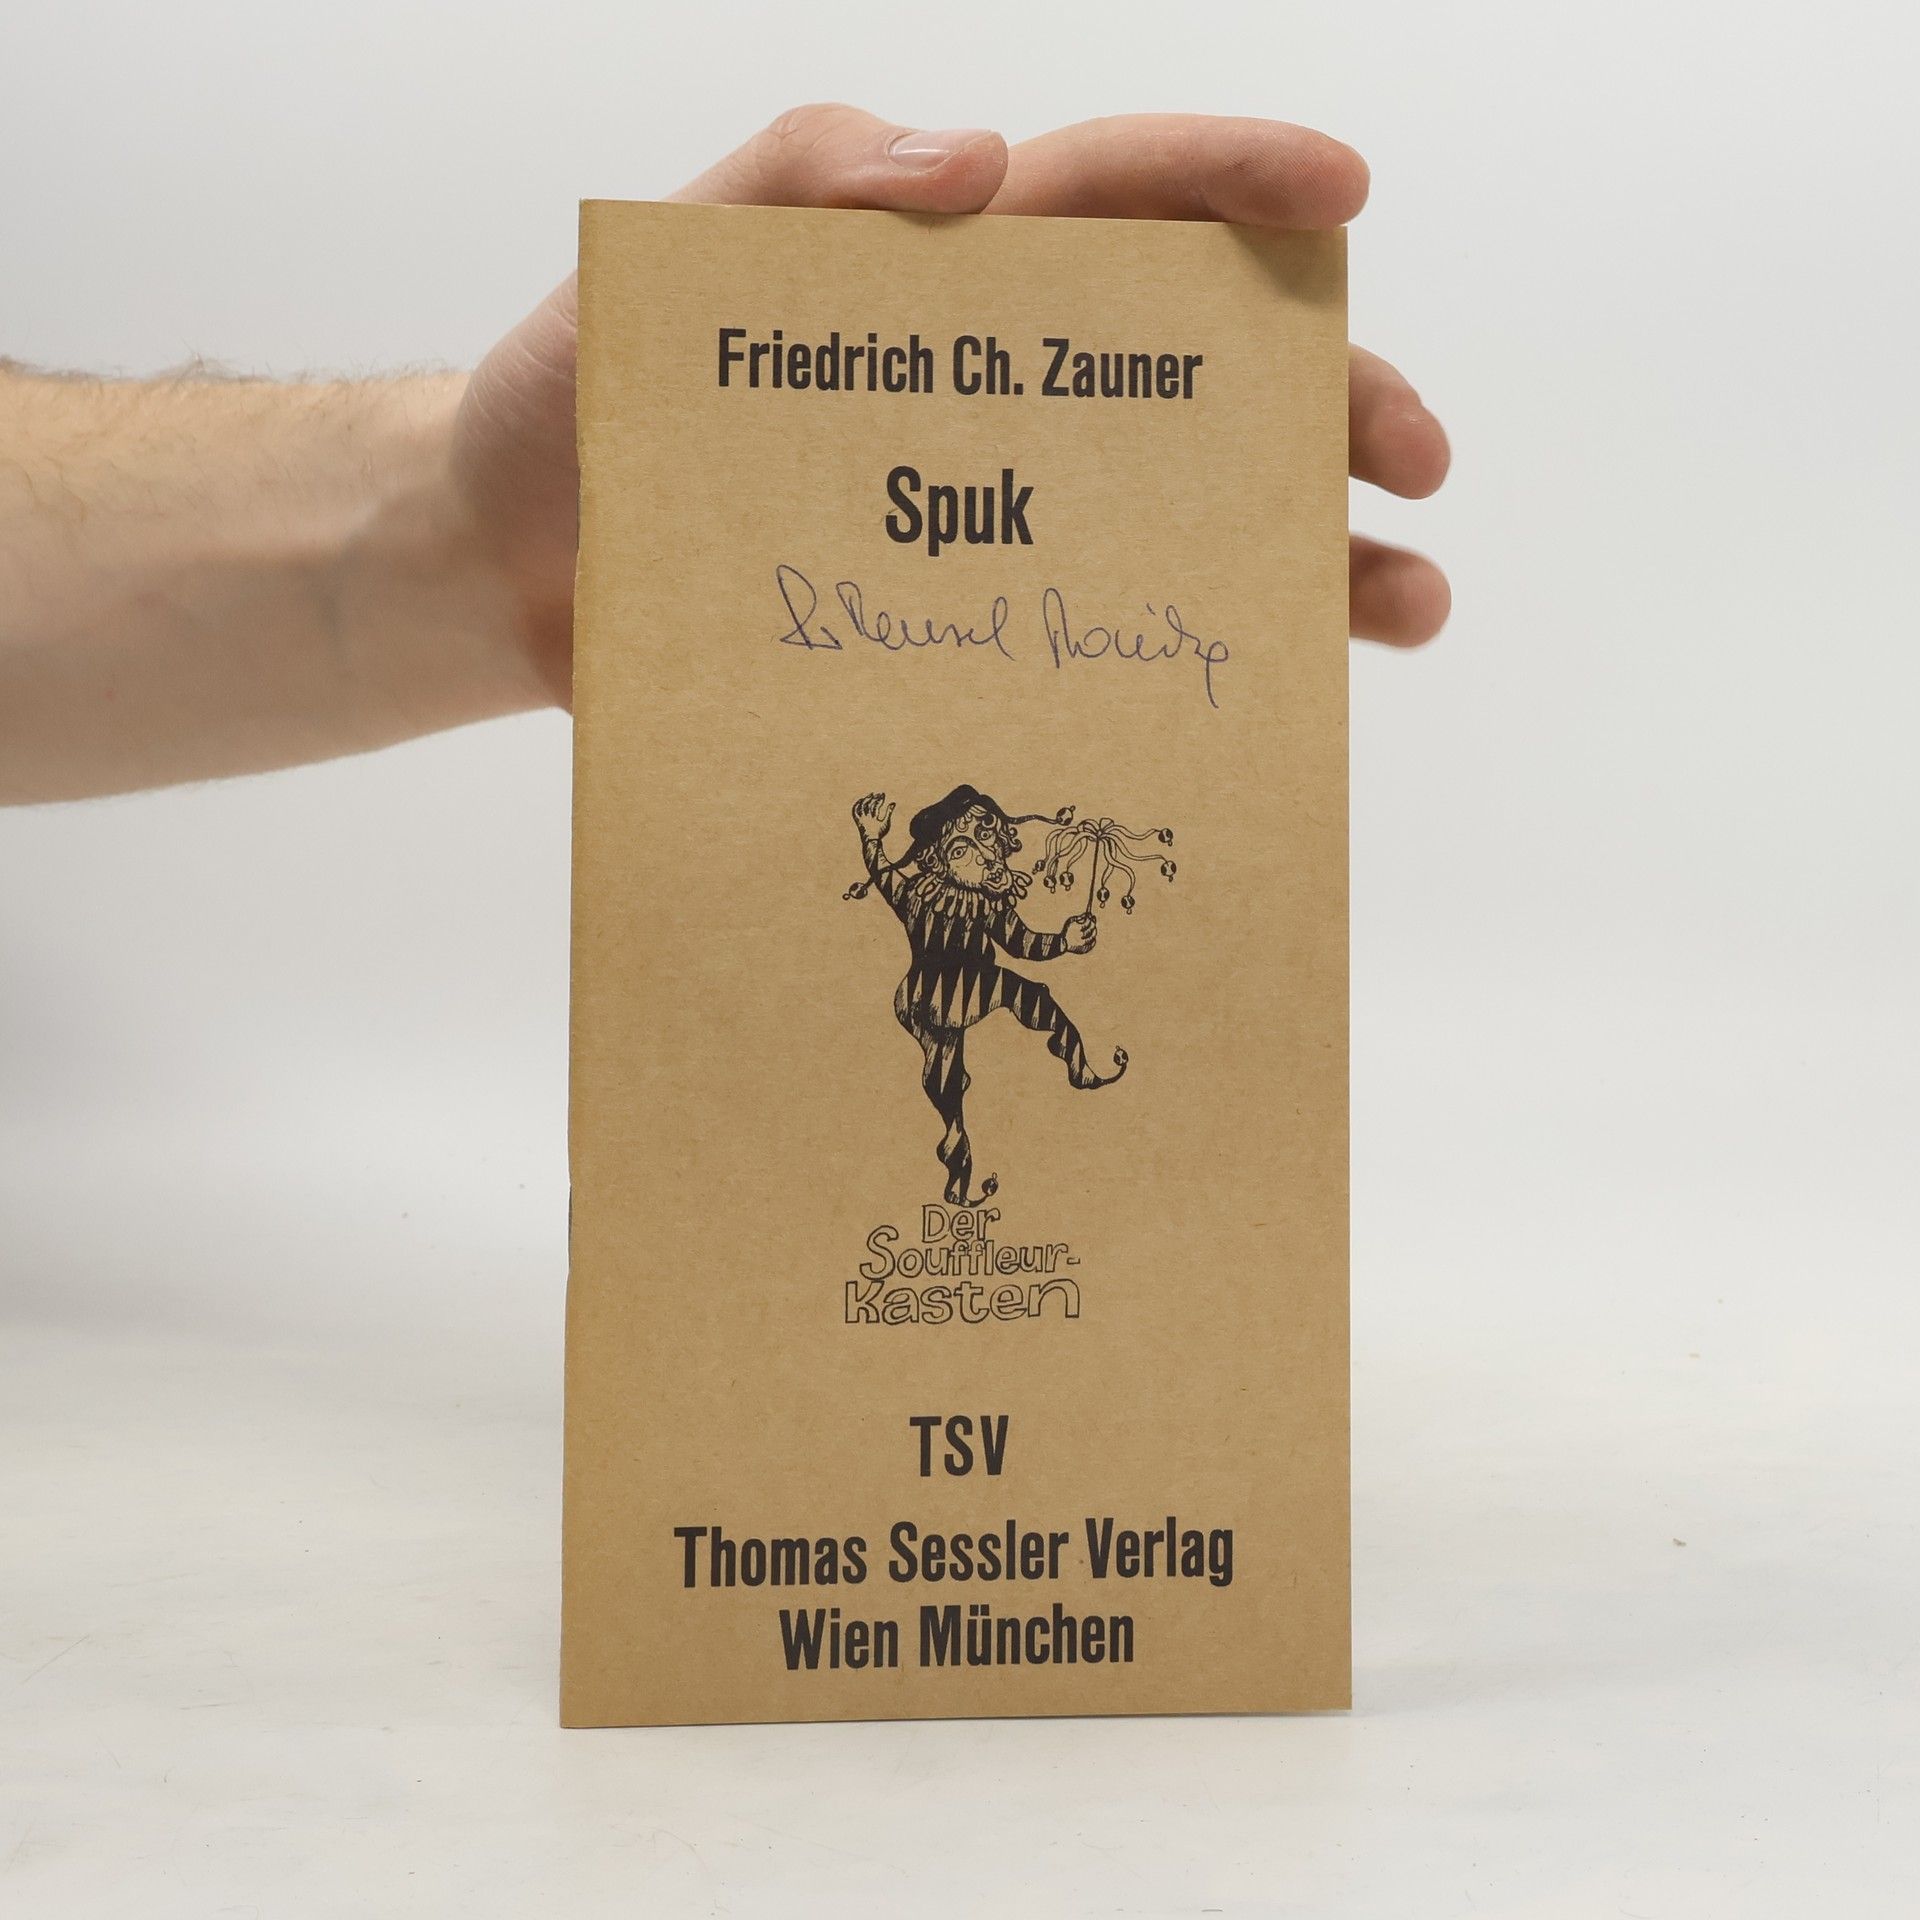 Friedrich Ch. Zauner
Spuk
Der
Souffleur-
Kasten
TSV
Thomas Sessler Verlag
Wien München